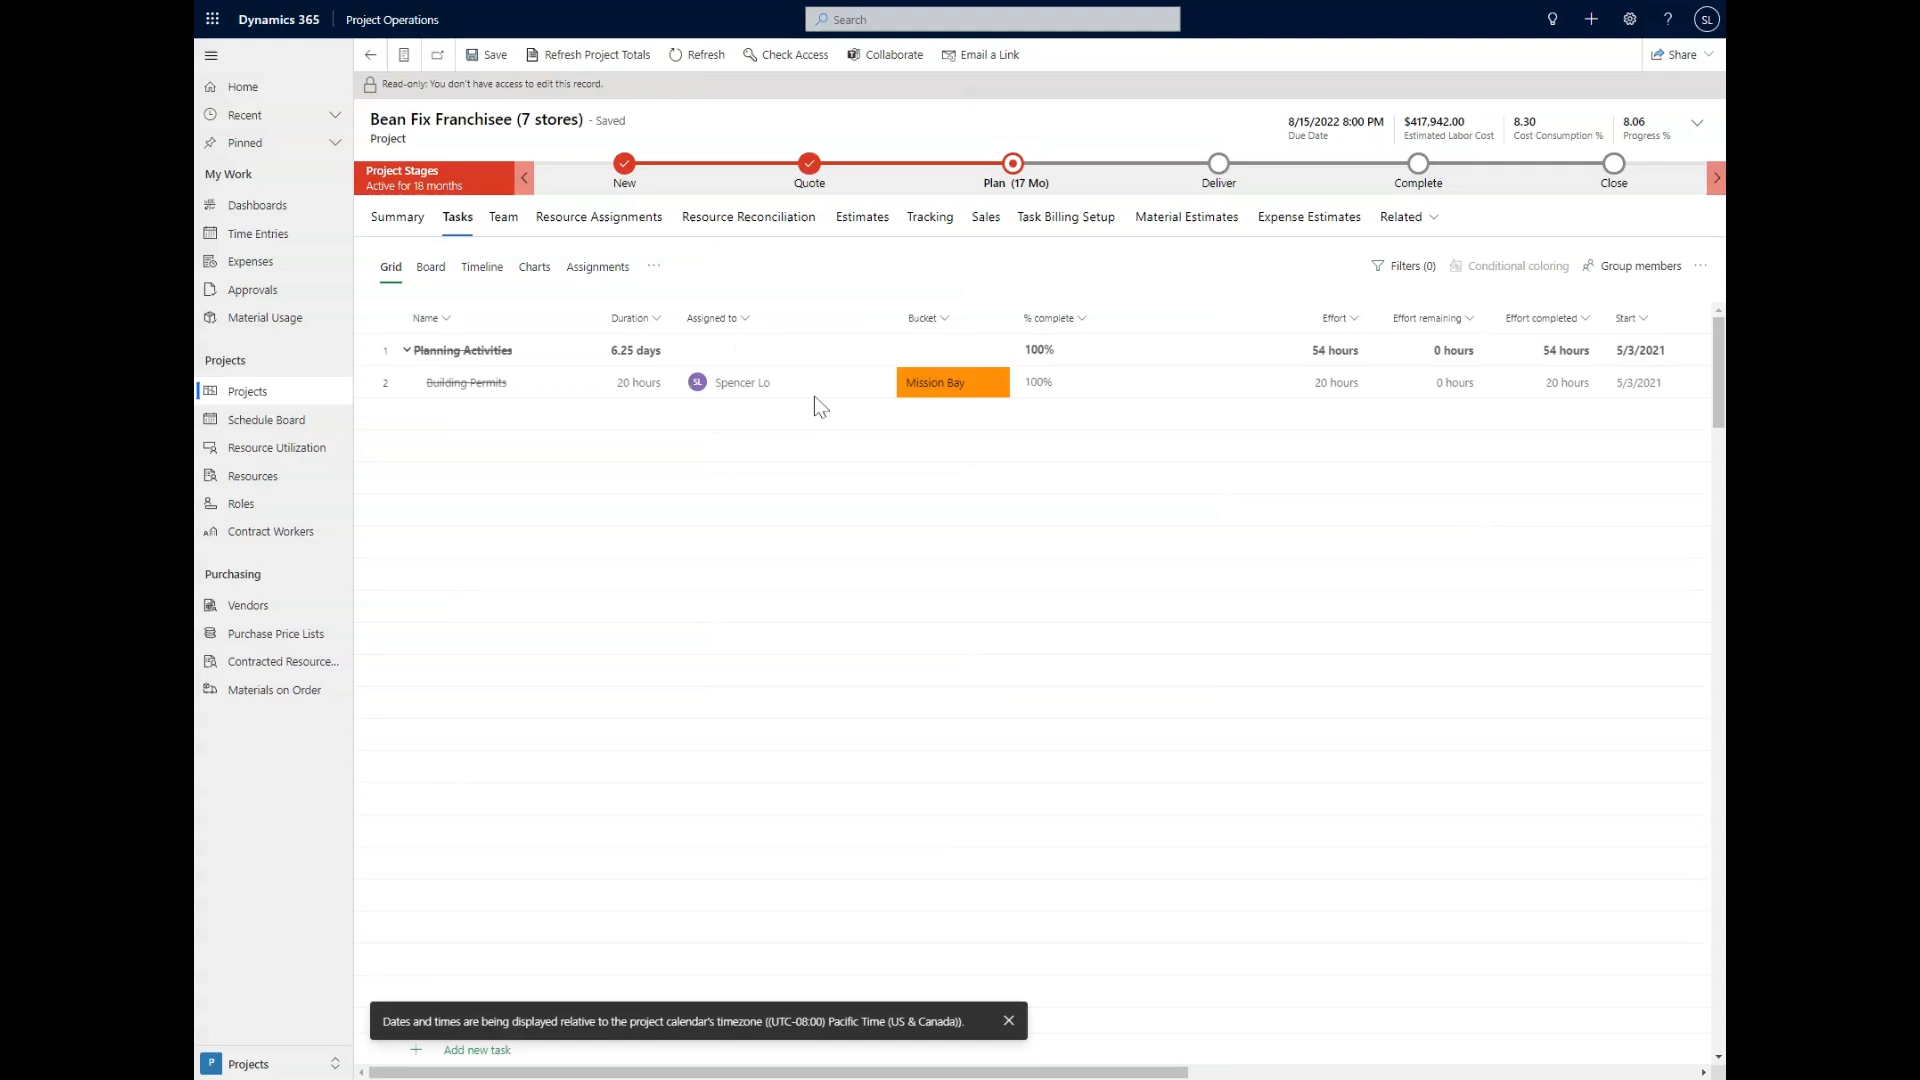 Dynamics 365 Project Operations Search SL
Save Refresh Project Totals Refresh Check Access Collaborate Email a Link Share
Read-only: You don't have access to edit this record.
Home
Recent
Pinned
My Work
Dashboards
Time Entries
Expenses
Approvals
Material Usage
Projects
Projects
Schedule Board
Resource Utilization
Resources
Roles
Contract Workers
Purchasing
Vendors
Purchase Price Lists
Contracted Resource...
Materials on Order
P Projects
Bean Fix Franchisee (7 stores) - Saved
Project
8/15/2022 8:00 PM $417,942.00 8.30 8.06
Due Date Estimated Labor Cost Cost Consumption % Progress %
Project Stages
Active for 18 months
New Quote Plan (17 Mo) Deliver Complete Close
Summary Tasks Team Resource Assignments Resource Reconciliation Estimates Tracking Sales Task Billing Setup Material Estimates Expense Estimates Related
Grid Board Timeline Charts Assignments ... Filters (0) Conditional coloring Group members ...
Name Duration Assigned to Bucket % complete Effort Effort remaining Effort completed Start
1 Planning Activities 6.25 days 100% 54 hours 0 hours 54 hours 5/3/2021
2 Building Permits 20 hours SL Spencer Lo Mission Bay 100% 20 hours 0 hours 20 hours 5/3/2021
Dates and times are being displayed relative to the project calendar's timezone ((UTC-08:00) Pacific Time (US & Canada)).
Add new task